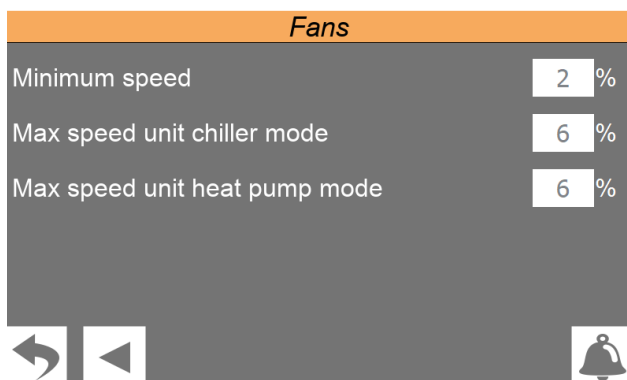 Fans
Minimum speed 2 %
Max speed unit chiller mode 6 %
Max speed unit heat pump mode 6 %